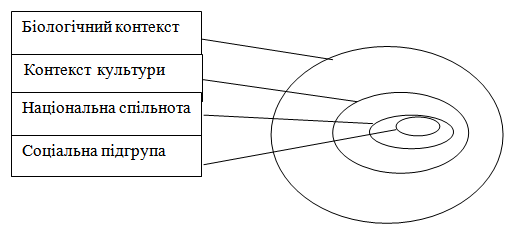 Біологічний контекст
Контекст культури
Національна спільнота
Соціальна підгрупа